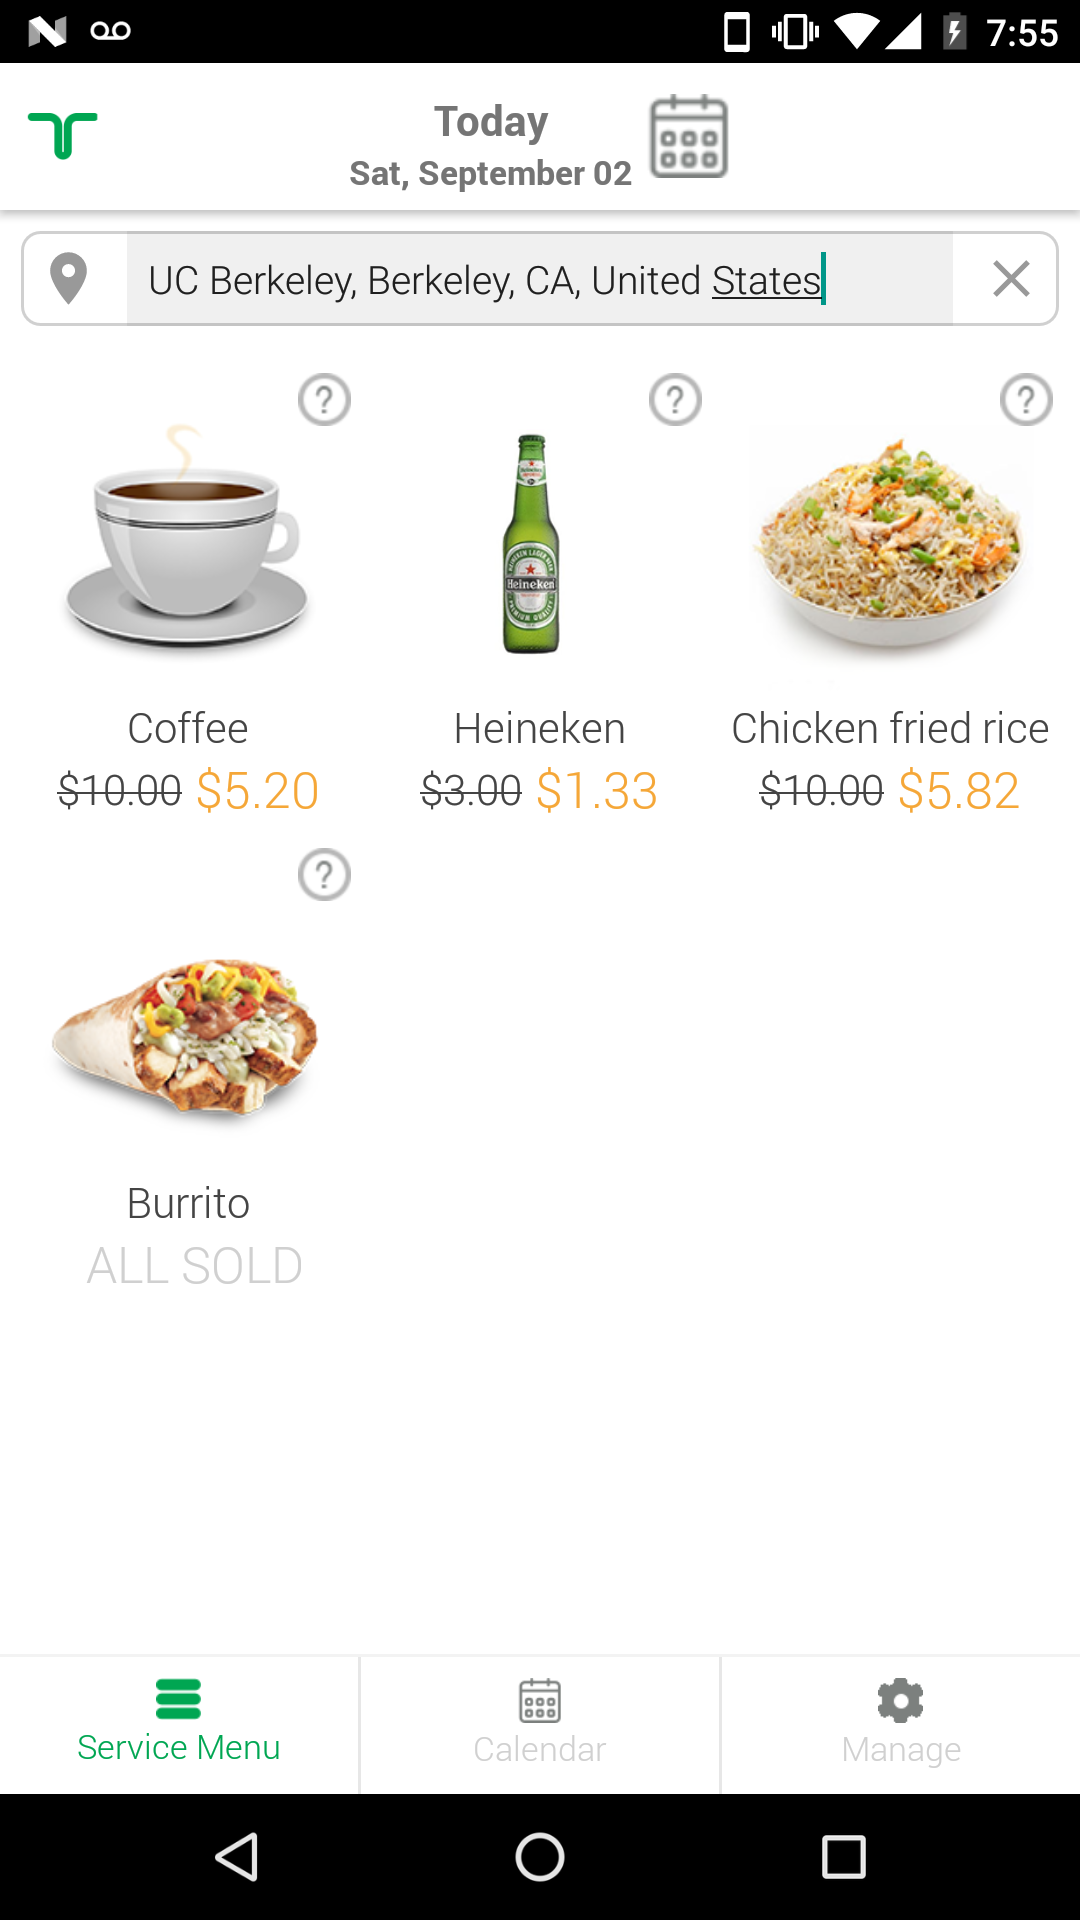 7:55
Today
Sat, September 02
UC Berkeley, Berkeley, CA, United States
?
?
?
Heineken
Coffee
Heineken
Chicken fried rice
$10.00 $5.20
$3.00 $1.33
$10.00 $5.82
?
Burrito
ALL SOLD
Service Menu
Calendar
Manage